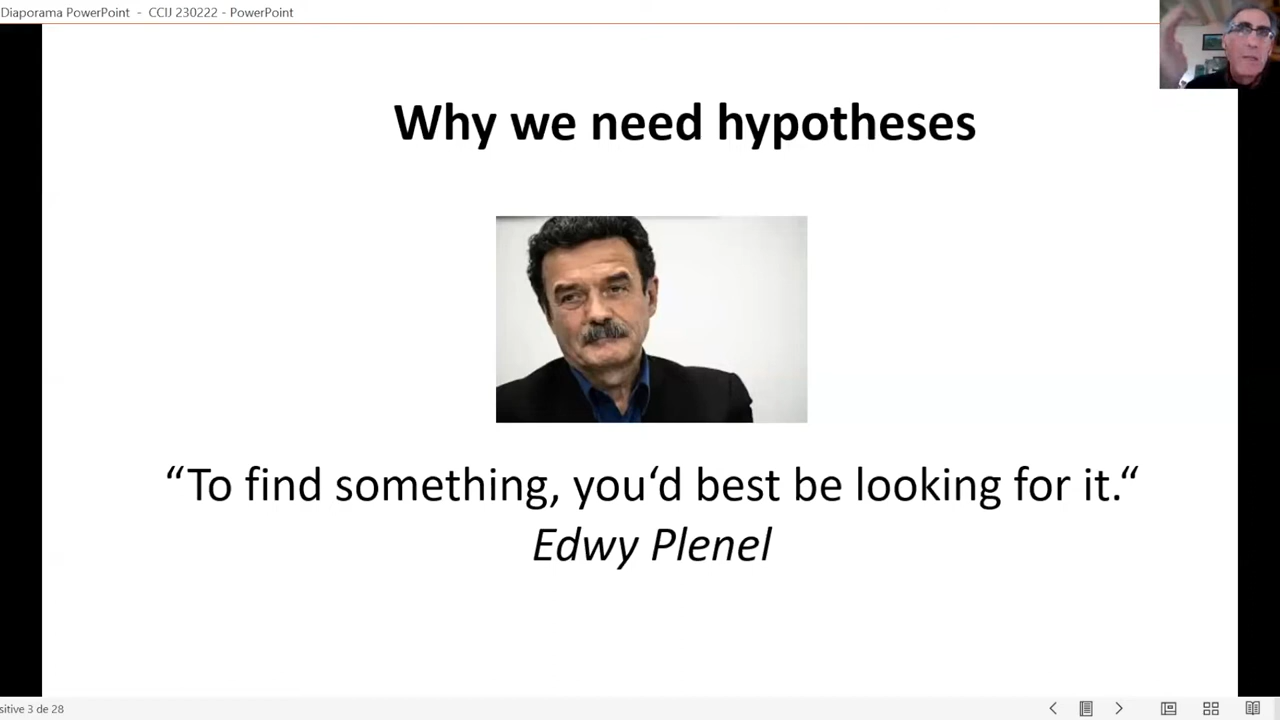 Diaporama PowerPoint - CCIJ 230222 - PowerPoint
Why we need hypotheses
“To find something, you‘d best be looking for it.“
Edwy Plenel
sitive 3 de 28